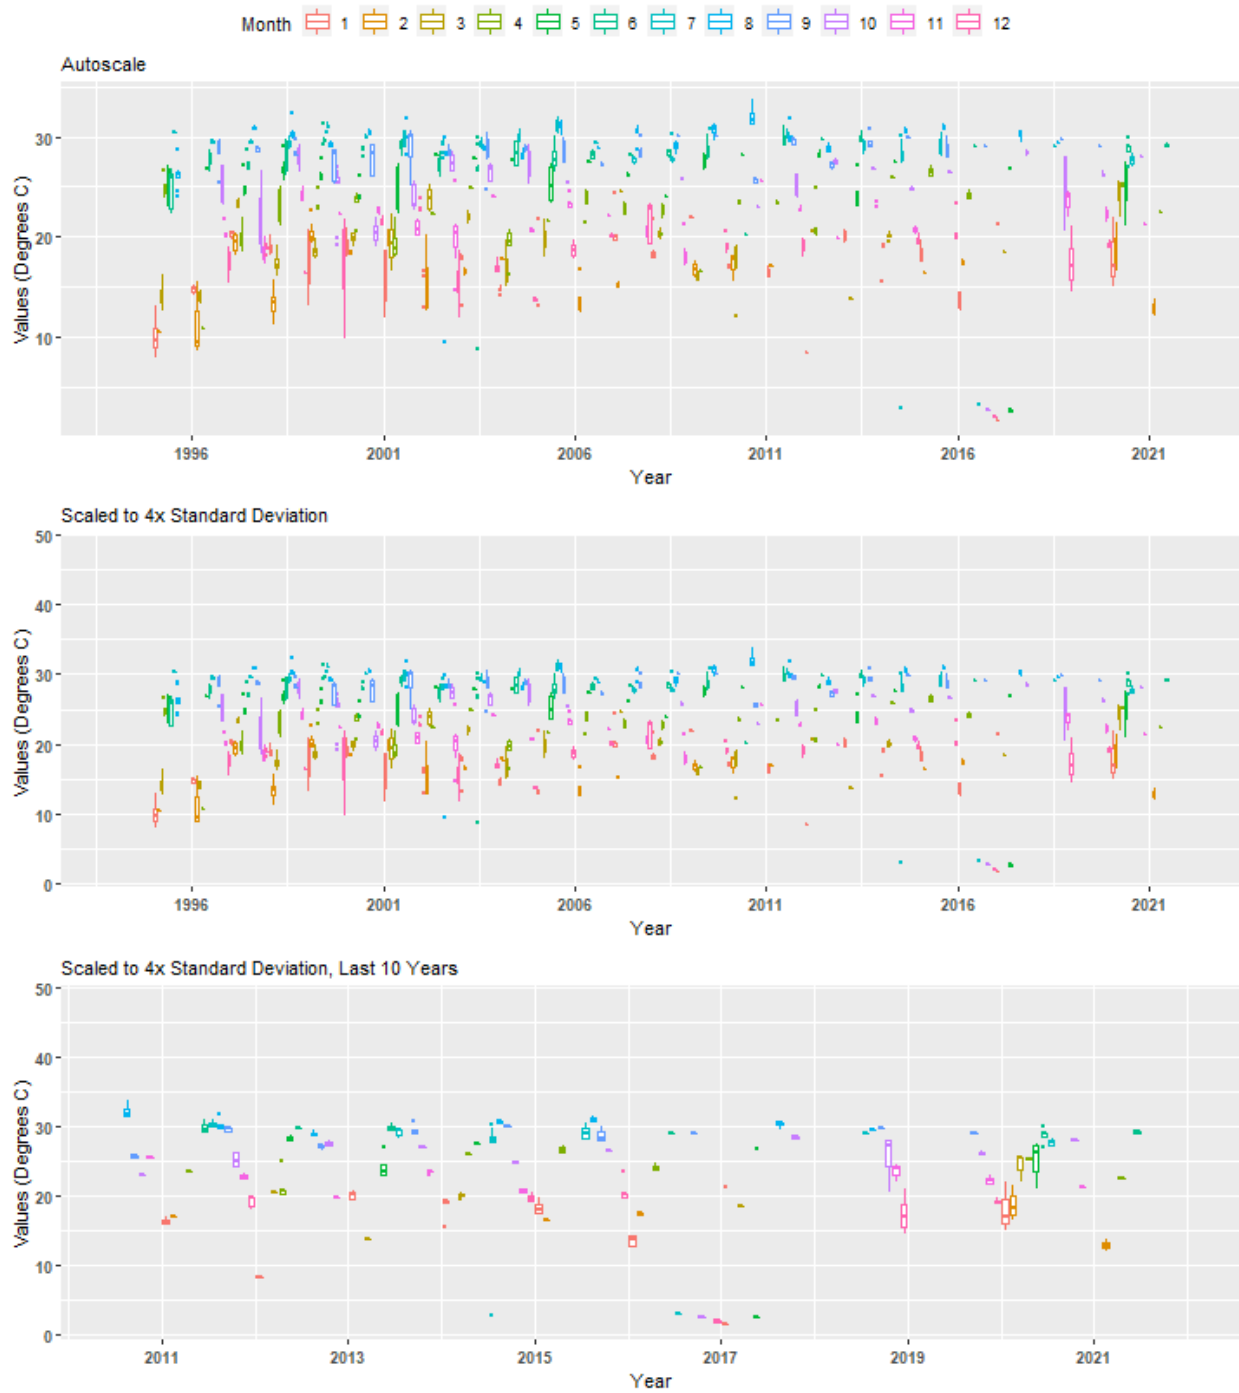 Month 1 2 3 4 5 6 7 8 9 10 11 12
Autoscale
30
20
10
Values (Degrees C)
1996 2001 2006 2011 2016 2021
Year
Scaled to 4x Standard Deviation
50
40
30
20
10
0
Values (Degrees C)
1996 2001 2006 2011 2016 2021
Year
Scaled to 4x Standard Deviation, Last 10 Years
50
40
30
20
10
0
Values (Degrees C)
2011 2013 2015 2017 2019 2021
Year